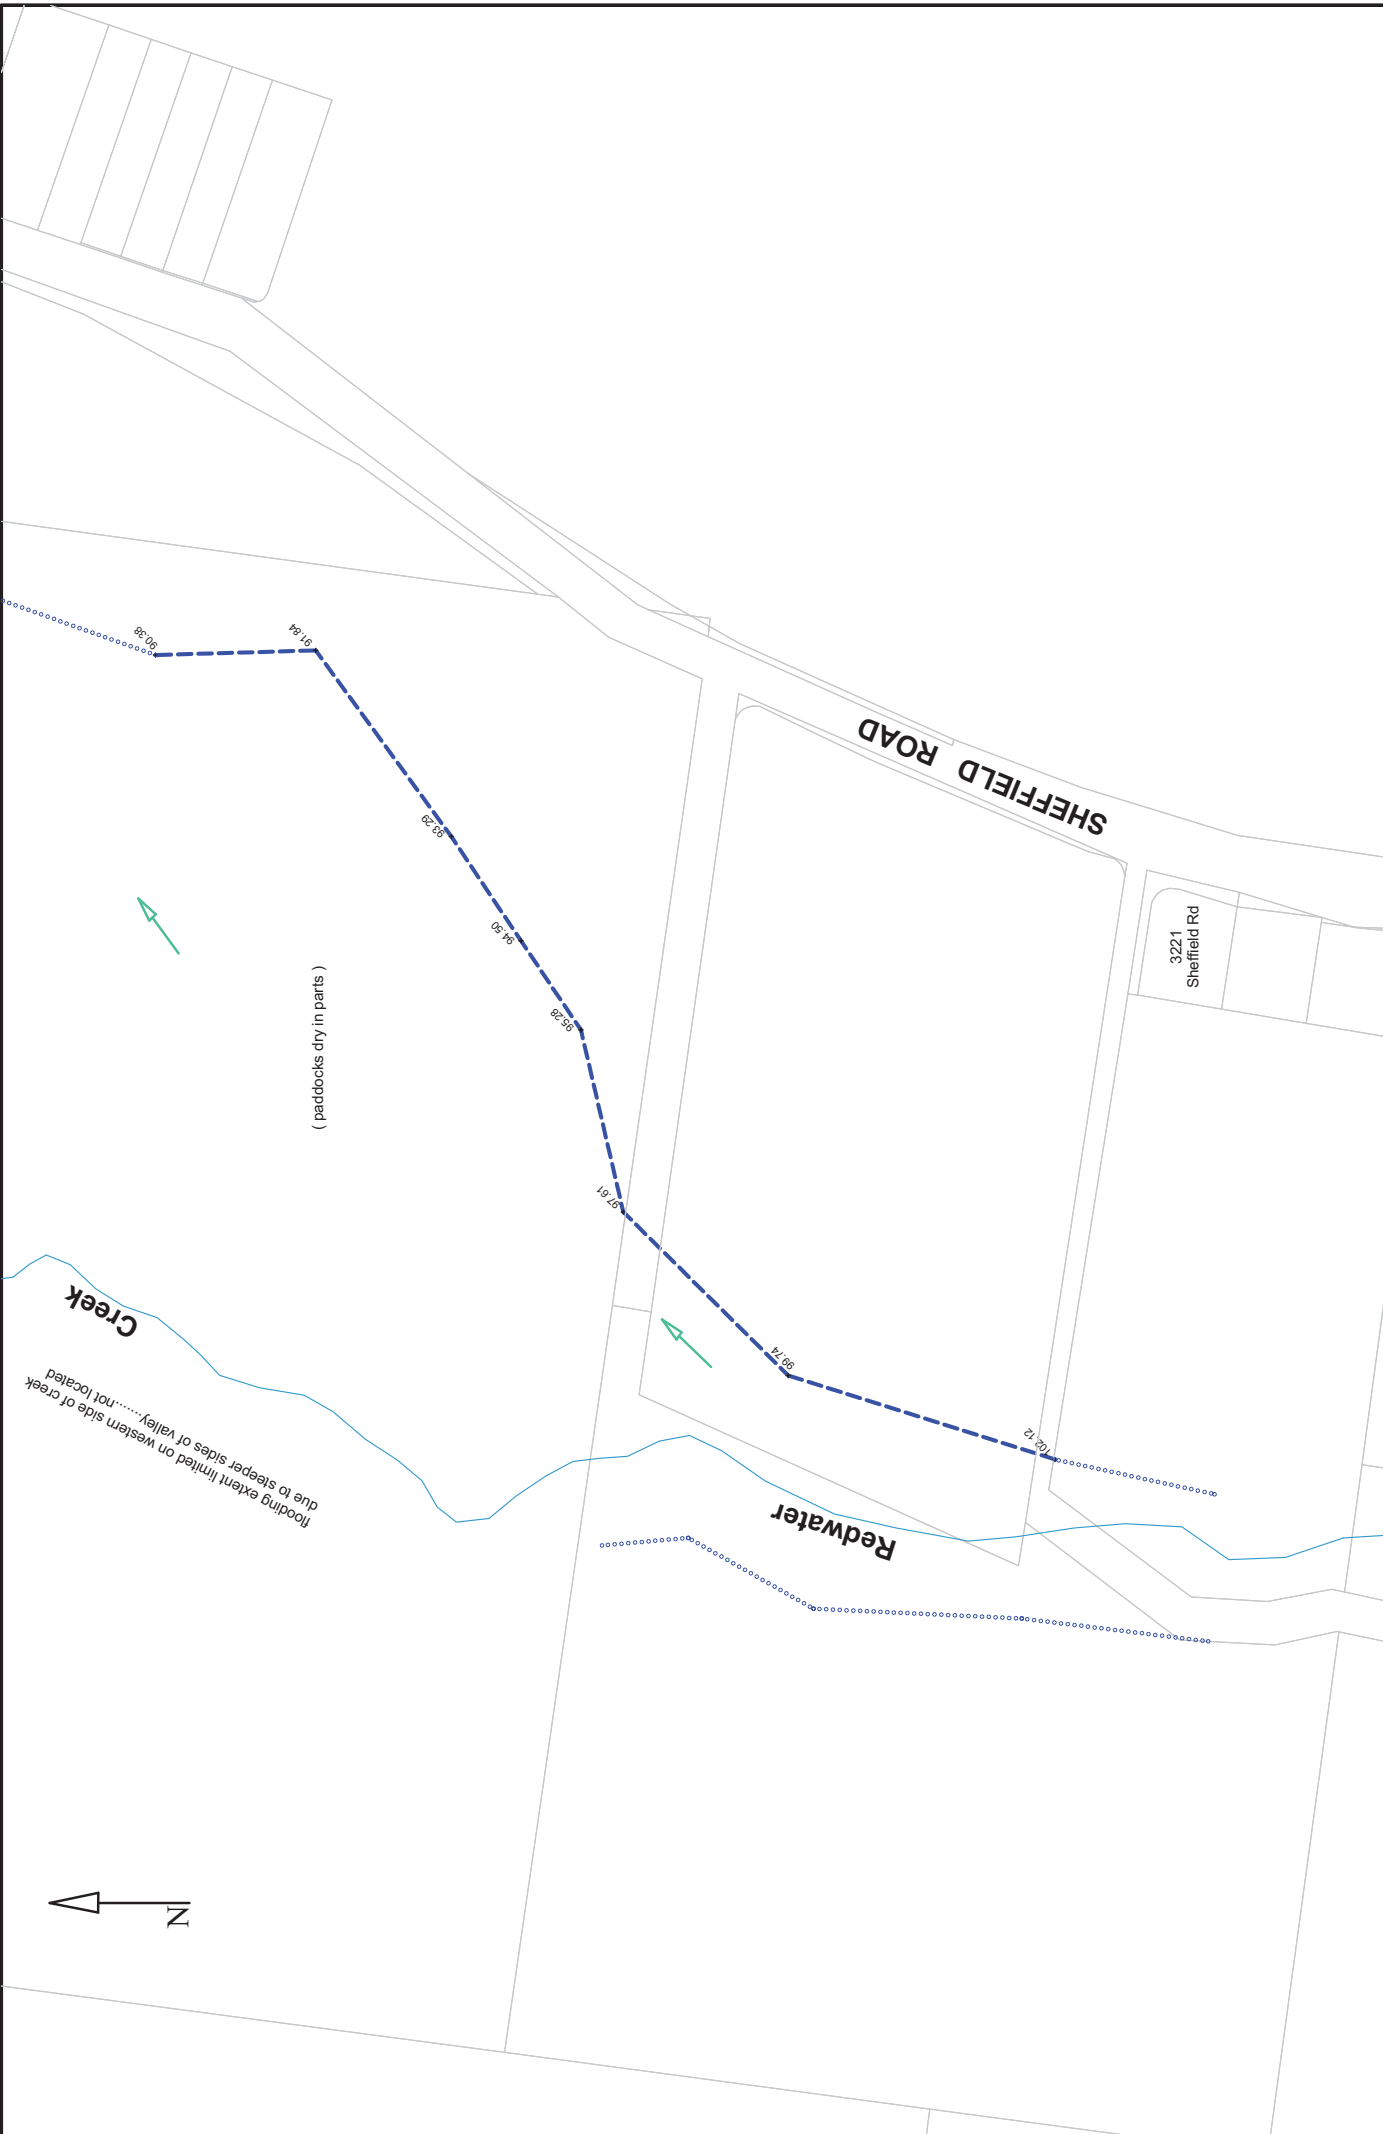 90.38
91.84
SHEFFIELD ROAD
93.29
94.50
3221
Sheffield Rd
95.28
( paddocks dry in parts )
97.61
Creek
99.74
102.12
flooding extent limited on western side of creek
due to steeper sides of valley.......not located
Redwater
N